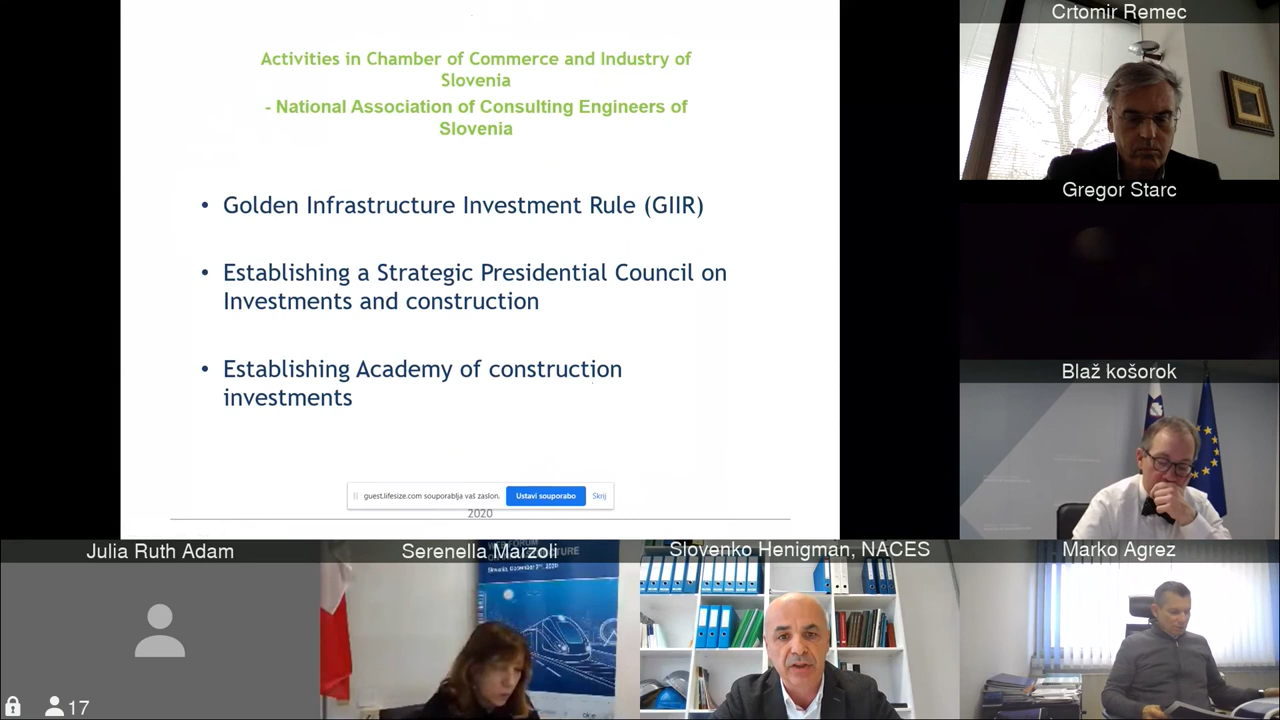 Activities in Chamber of Commerce and Industry of
Slovenia
- National Association of Consulting Engineers of
Slovenia
• Golden Infrastructure Investment Rule (GIIR)
• Establishing a Strategic Presidential Council on
Investments and construction
• Establishing Academy of construction
investments
guest.lifesize.com souporablja vaš zaslon.
Ustavi souporabo
Skrij
2020
Crtomir Remec
Gregor Starc
Blaž košorok
Julia Ruth Adam
Serenella Marzoli
Slovenko Henigman, NACES
Marko Agrez
17